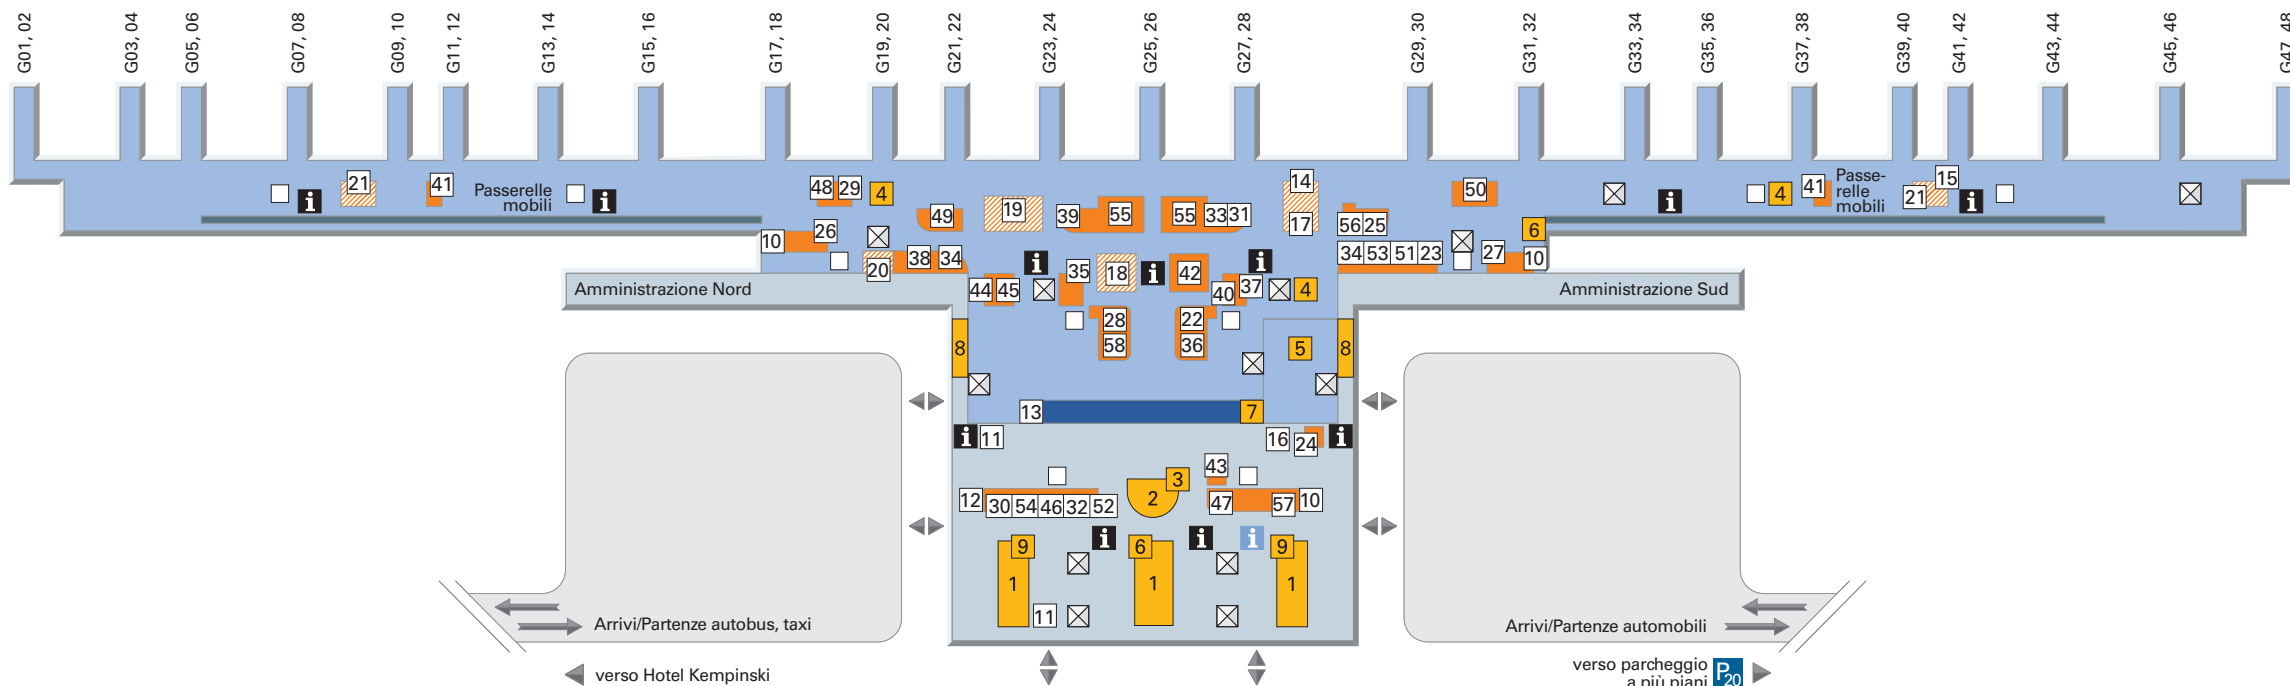 G01, 02
G03, 04
G05, 06
G07, 08
G09, 10
G11, 12
G13, 14
G15, 16
G17, 18
G19, 20
G21, 22
G23, 24
G25, 26
G27, 28
G29, 30
G31, 32
G33, 34
G35, 36
G37, 38
G39, 40
G41, 42
G43, 44
G45, 46
G47, 48
i
21
41
Passerelle
mobili
i
48 29 4
49
19
39
55
55 33 31
14
17
56 25
50
i
4
41
Passe-
relle
mobili
21
15
i
10
26
20
38
34
i
35
18
i
42
i
40
37
4
34 53 51 23
27
6
10
Amministrazione Nord
44 45
Amministrazione Sud
8
28
58
22
36
5
8
13
7
i 11
16
24
i
43
12
30 54 46 32 52
2
3
47
57
10
i
i
i
9
1
6
1
9
1
11
Arrivi/Partenze autobus, taxi
Arrivi/Partenze automobili
verso Hotel Kempinski
verso parcheggio
a più piani
P20